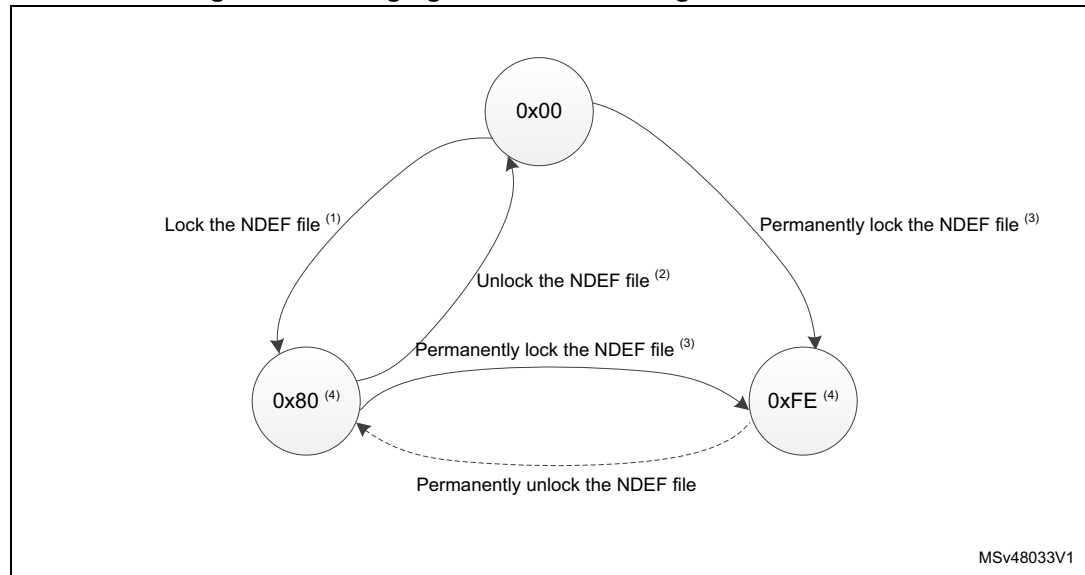 0x00
Lock the NDEF file (1)
Permanently lock the NDEF file (3)
Unlock the NDEF file (2)
Permanently lock the NDEF file (3)
0x80 (4)
0xFE (4)
Permanently unlock the NDEF file
MSv48033V1